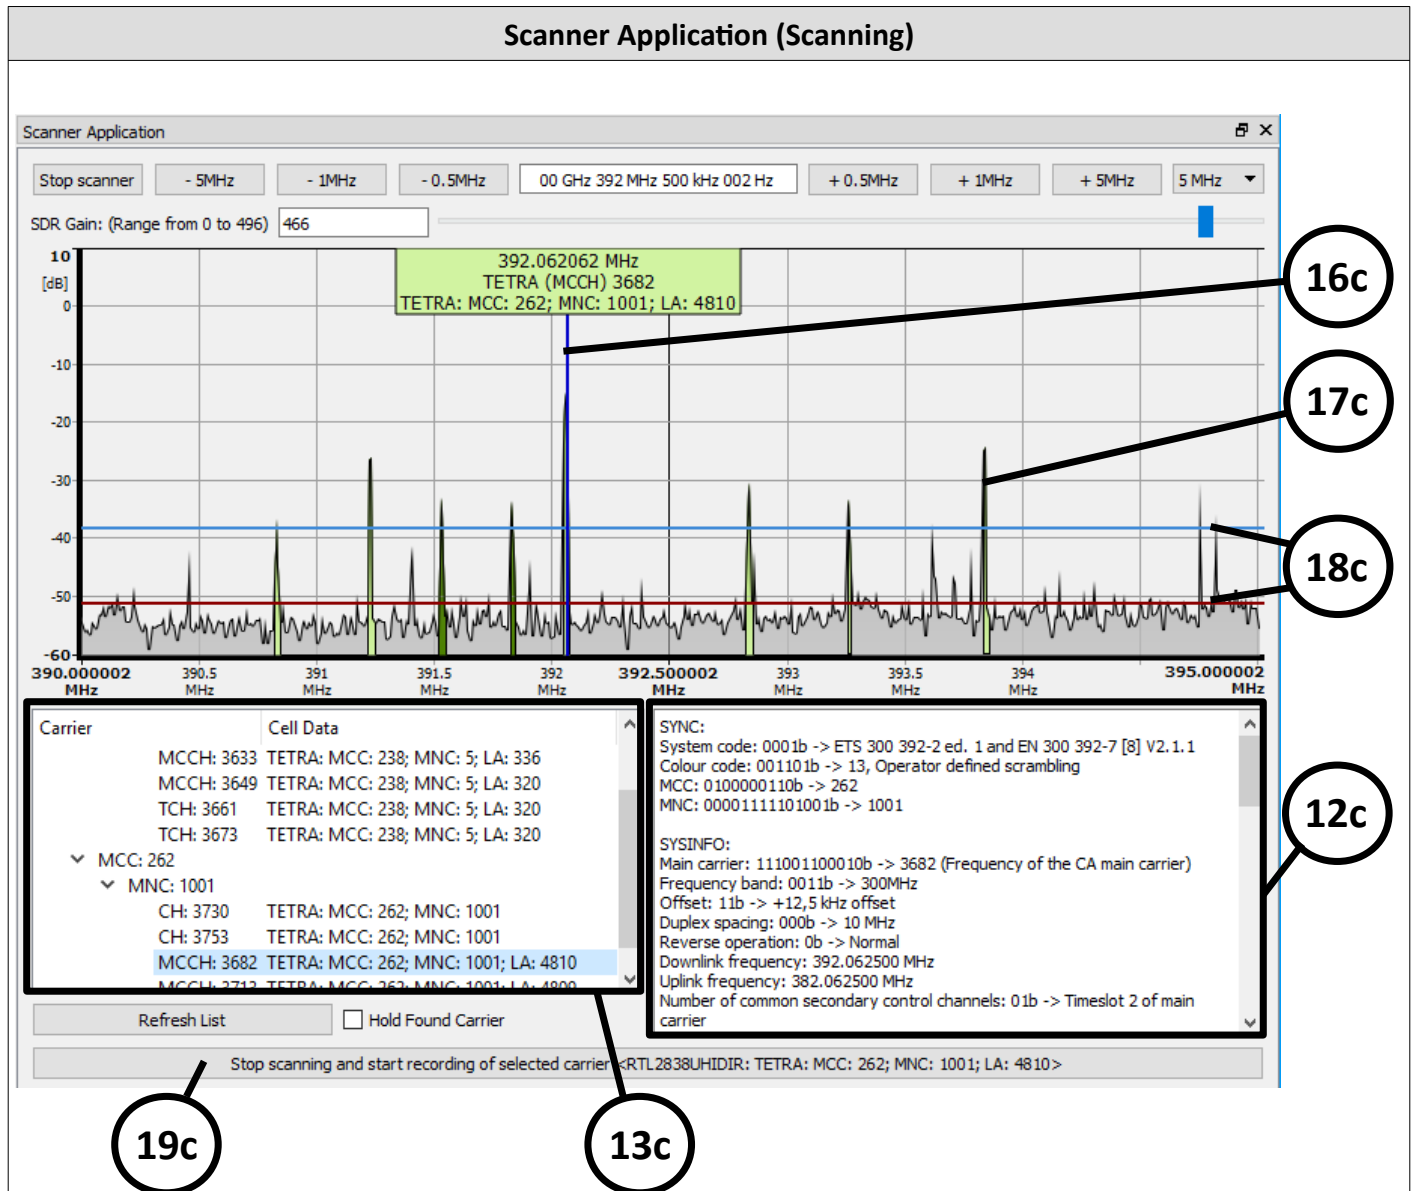 Scanner Application (Scanning)
Scanner Application
Stop scanner - 5MHz - 1MHz - 0.5MHz 00 GHz 392 MHz 500 kHz 002 Hz + 0.5MHz + 1MHz + 5MHz 5 MHz
SDR Gain: (Range from 0 to 496) 466
10
[dB]
0
-10
-20
-30
-40
-50
-60
392.062062 MHz
TETRA (MCCH) 3682
TETRA: MCC: 262; MNC: 1001; LA: 4810
16c
17c
18c
390.000002 390.5 391 391.5 392 392.500002 393 393.5 394 395.000002
MHz MHz MHz MHz MHz MHz MHz MHz MHz MHz
Carrier Cell Data
MCCH: 3633 TETRA: MCC: 238; MNC: 5; LA: 336
MCCH: 3649 TETRA: MCC: 238; MNC: 5; LA: 320
TCH: 3661 TETRA: MCC: 238; MNC: 5; LA: 320
TCH: 3673 TETRA: MCC: 238; MNC: 5; LA: 320
MCC: 262
MNC: 1001
CH: 3730 TETRA: MCC: 262; MNC: 1001
CH: 3753 TETRA: MCC: 262; MNC: 1001
MCCH: 3682 TETRA: MCC: 262; MNC: 1001; LA: 4810
MCCH: 3713 TETRA: MCC: 262; MNC: 1001; LA: 4809
SYNC:
System code: 0001b -> ETS 300 392-2 ed. 1 and EN 300 392-7 [8] V2.1.1
Colour code: 001101b -> 13, Operator defined scrambling
MCC: 0100000110b -> 262
MNC: 00001111101001b -> 1001
SYSINFO:
Main carrier: 111001100010b -> 3682 (Frequency of the CA main carrier)
Frequency band: 0011b -> 300MHz
Offset: 11b -> +12,5 kHz offset
Duplex spacing: 000b -> 10 MHz
Reverse operation: 0b -> Normal
Downlink frequency: 392.062500 MHz
Uplink frequency: 382.062500 MHz
Number of common secondary control channels: 01b -> Timeslot 2 of main
carrier
12c
Refresh List Hold Found Carrier
Stop scanning and start recording of selected carrier <RTL2838UHIDIR: TETRA: MCC: 262; MNC: 1001; LA: 4810>
19c
13c